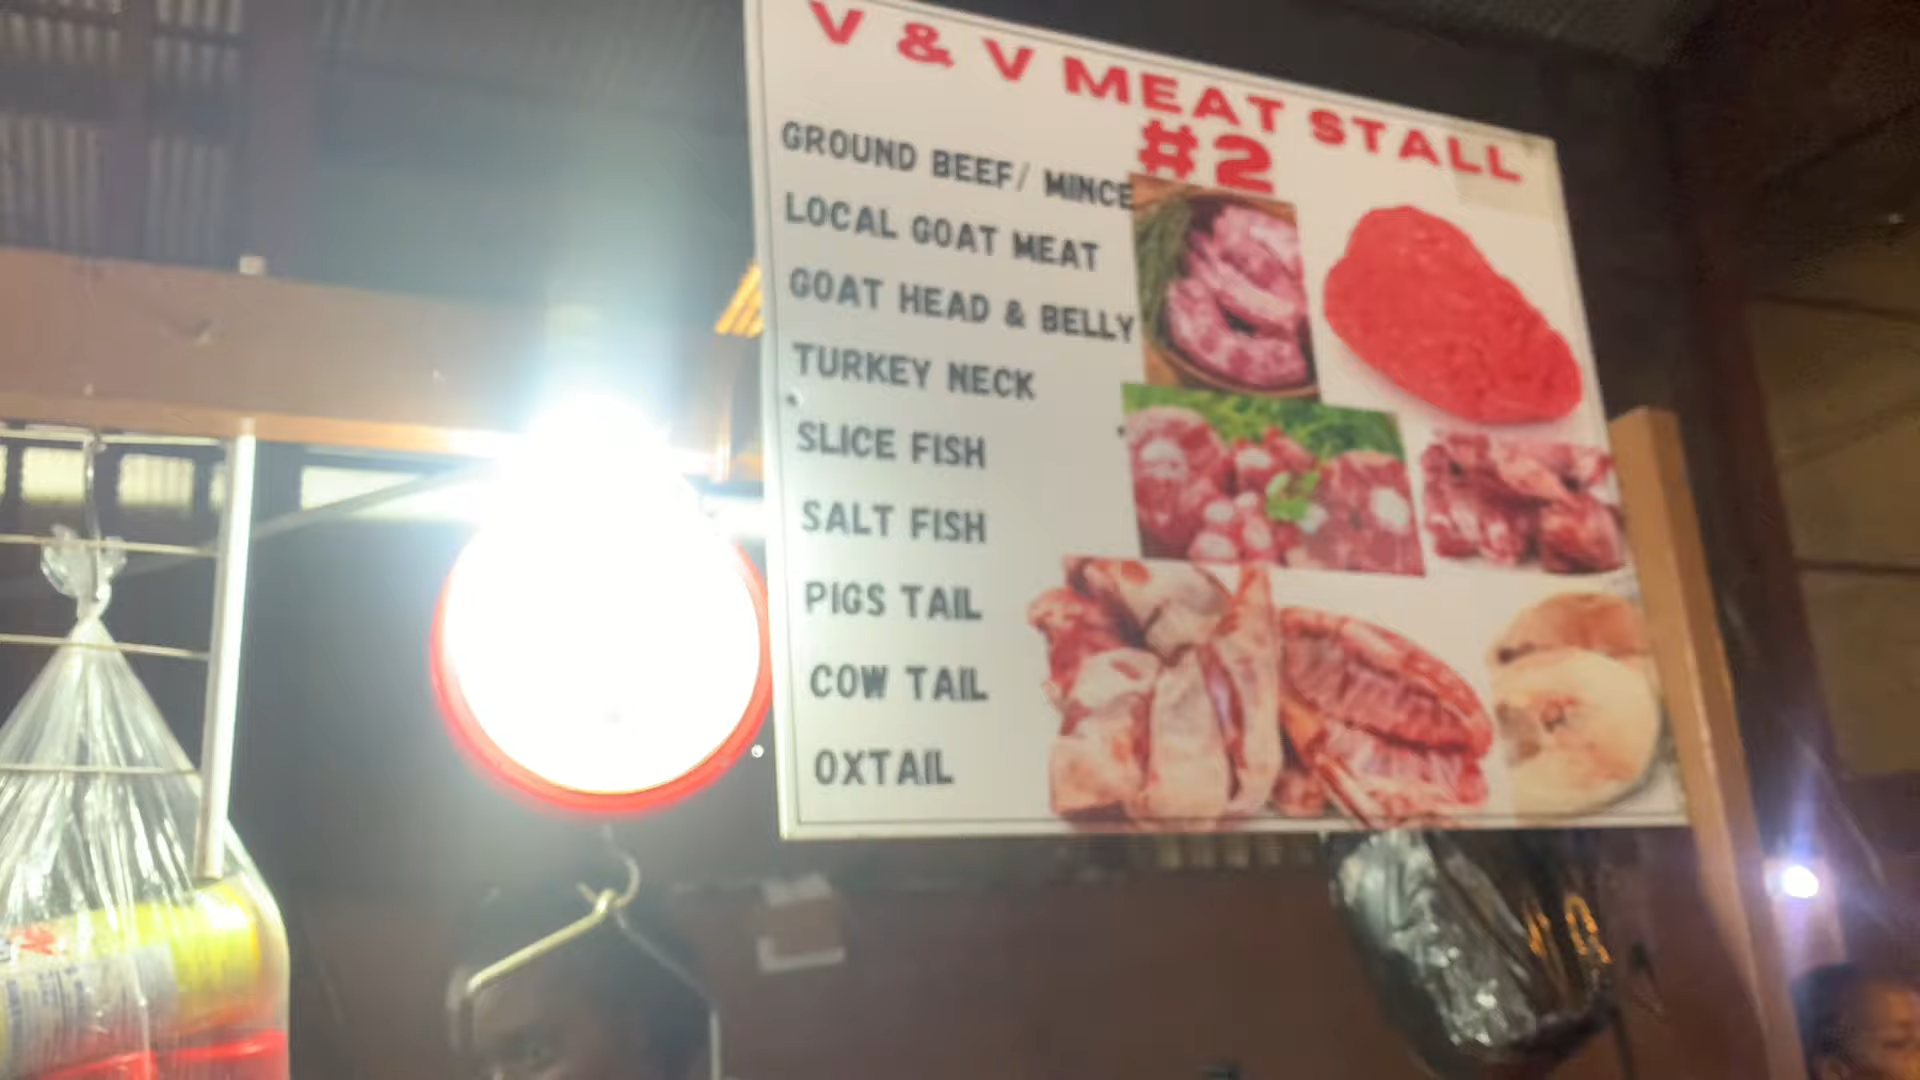 V & V MEAT STALL
#2
GROUND BEEF/ MINCE
LOCAL GOAT MEAT
GOAT HEAD & BELLY
TURKEY NECK
SLICE FISH
SALT FISH
PIGS TAIL
COW TAIL
OXTAIL